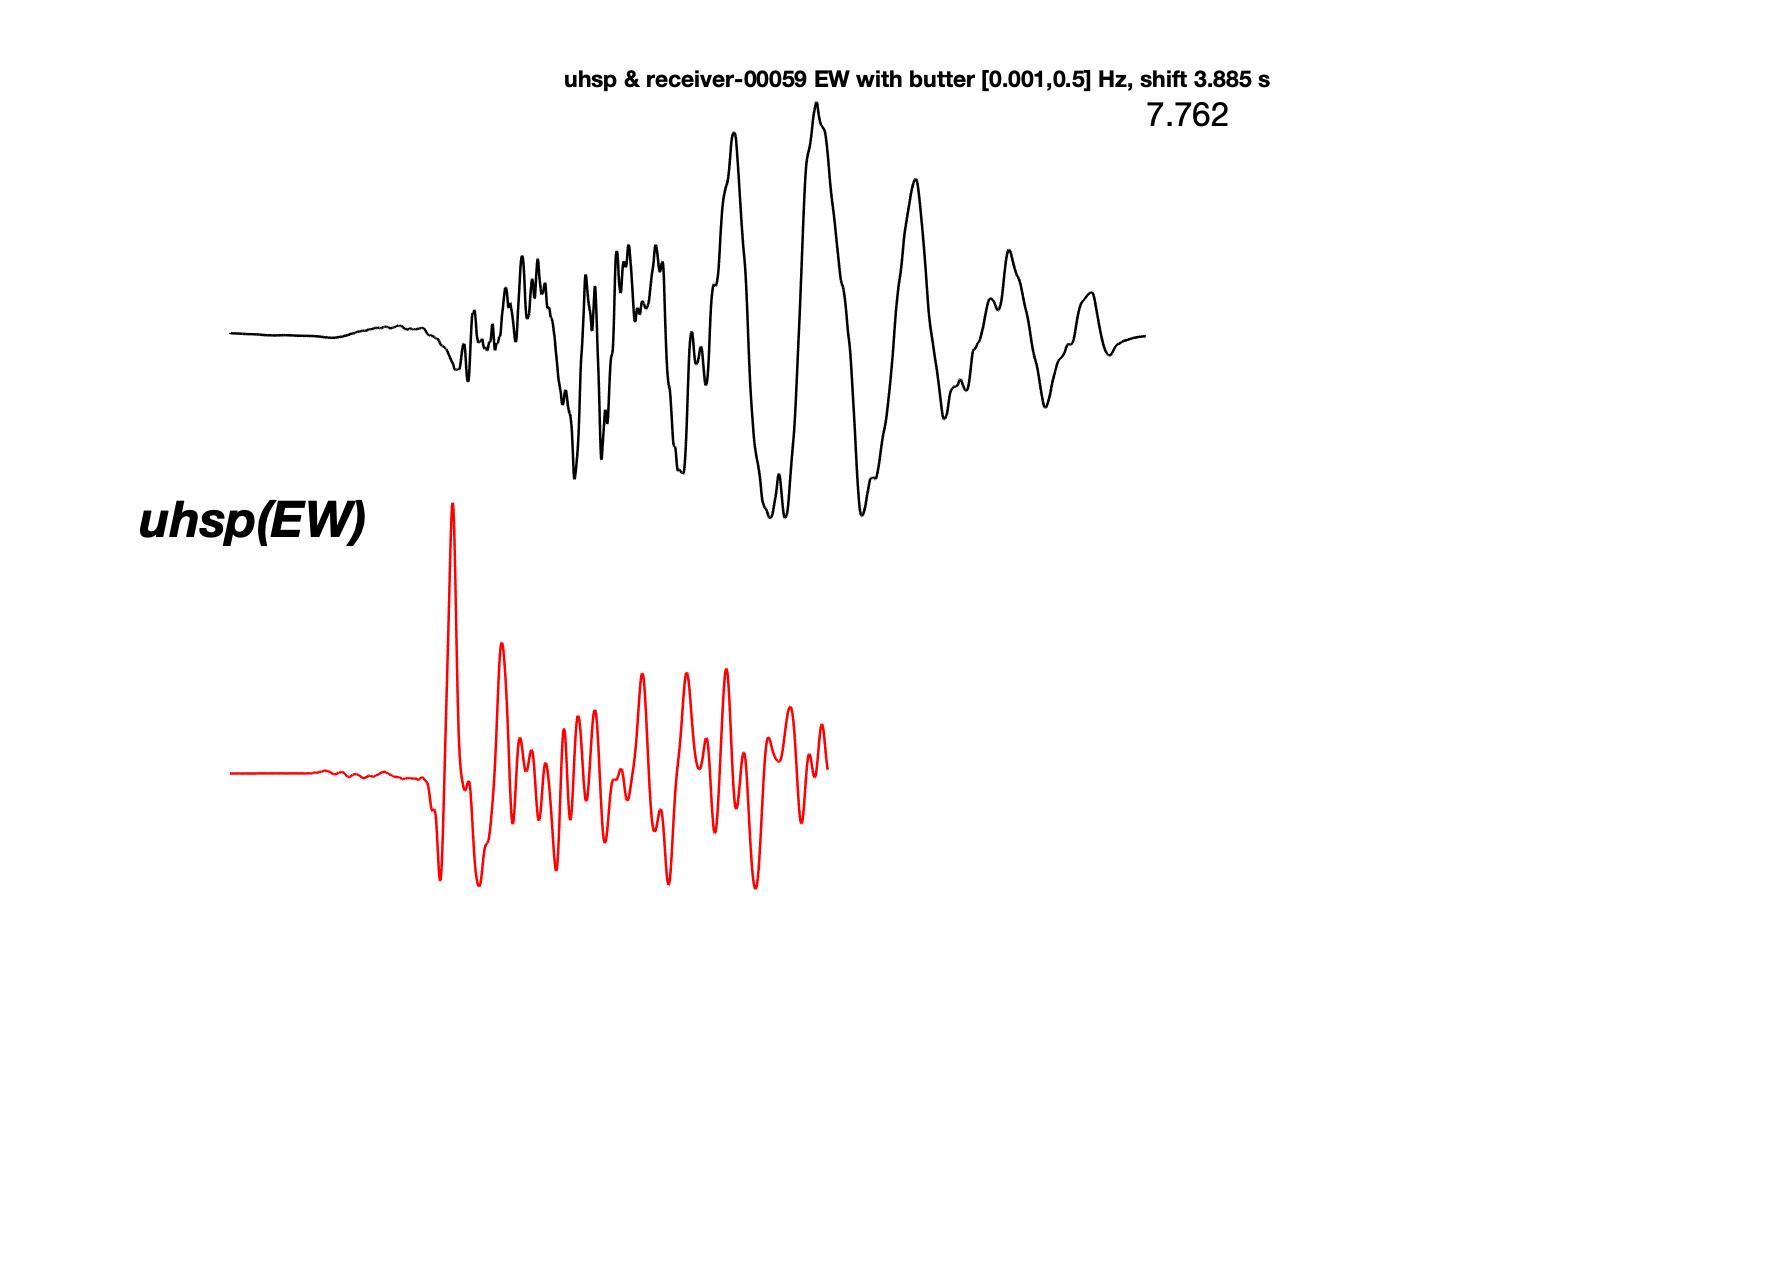 uhsp & receiver-00059 EW with butter [0.001,0.5] Hz, shift 3.885 s
7.762
uhsp(EW)